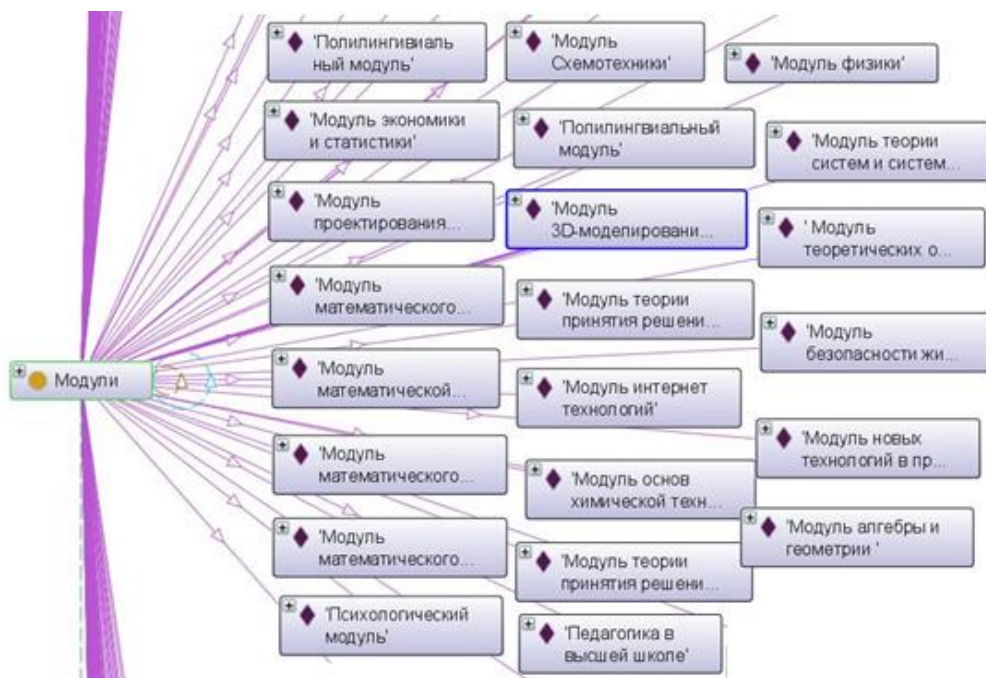 'Полилингивиаль
ный модуль'
'Модуль
Схемотехники'
'Модуль физики'
'Модуль экономики
и статистики'
'Полилингвиальный
модуль'
'Модуль теории
систем и систем...
'Модуль
проектирования...
'Модуль
3D-моделировани...
' Модуль
теоретических о...
'Модуль
математического...
'Модуль теории
принятия решени...
'Модуль
безопасности жи...
Модули
'Модуль
математической...
'Модуль интернет
технологий'
'Модуль новых
технологий в пр...
'Модуль
математического...
'Модуль основ
химической техн...
'Модуль алгебры и
геометрии '
'Модуль
математического...
'Модуль теории
принятия решени...
'Психологический
модуль'
'Педагогика в
высшей школе'